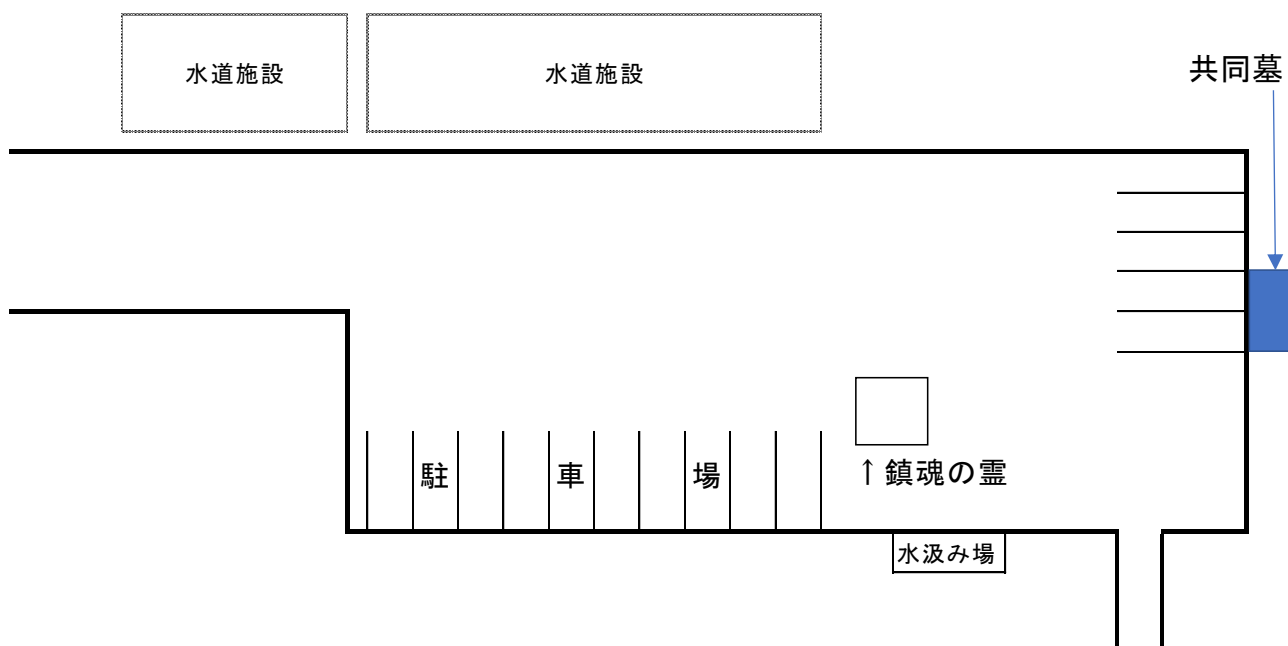 水道施設
水道施設
共同墓
駐車場
↑鎮魂の霊
水汲み場